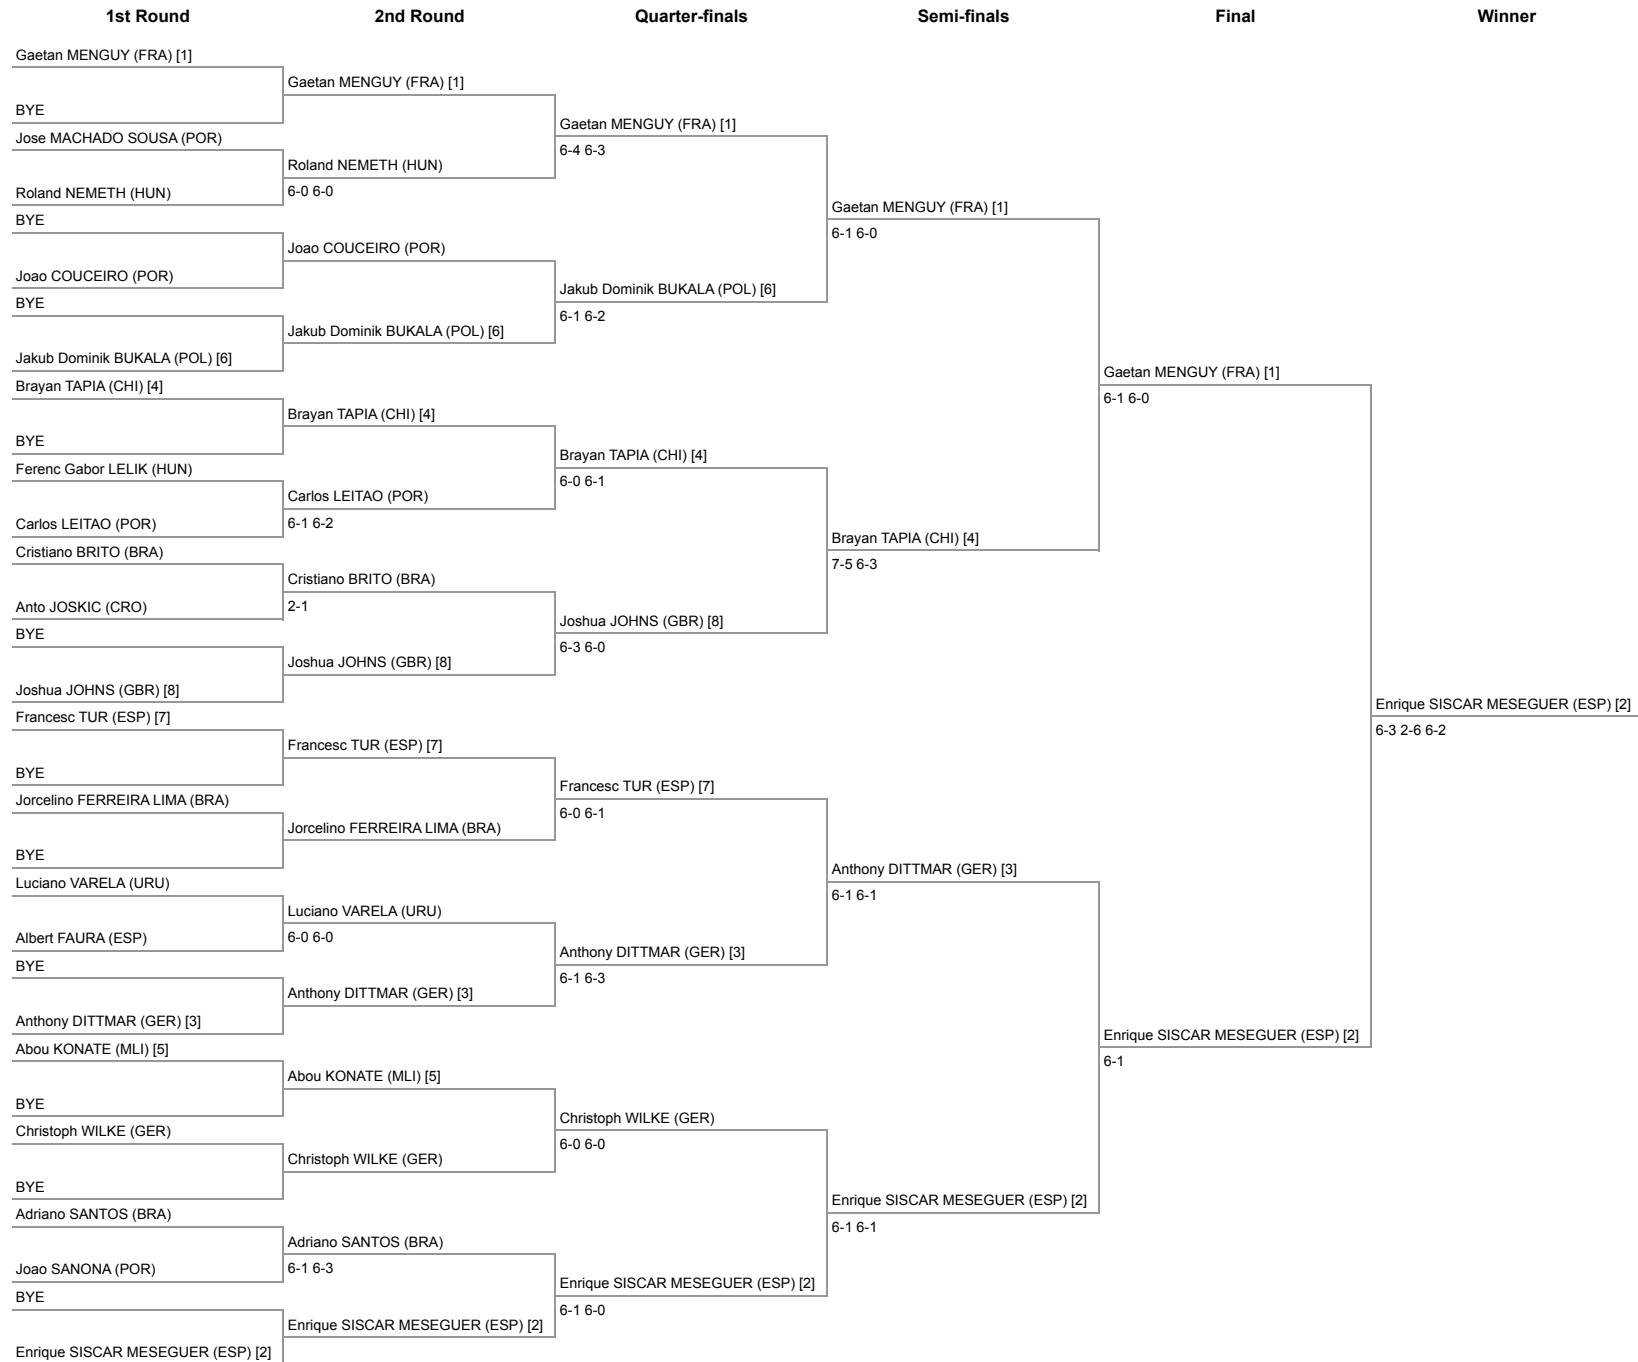 1st Round 2nd Round Quarter-finals Semi-finals Final Winner
Gaetan MENGUY (FRA) [1]
BYE
Jose MACHADO SOUSA (POR)
Roland NEMETH (HUN)
BYE
Joao COUCEIRO (POR)
BYE
Jakub Dominik BUKALA (POL) [6]
Brayan TAPIA (CHI) [4]
BYE
Ferenc Gabor LELIK (HUN)
Carlos LEITAO (POR)
Cristiano BRITO (BRA)
Anto JOSKIC (CRO)
BYE
Joshua JOHNS (GBR) [8]
Francesc TUR (ESP) [7]
BYE
Jorcelino FERREIRA LIMA (BRA)
BYE
Luciano VARELA (URU)
Albert FAURA (ESP)
BYE
Anthony DITTMAR (GER) [3]
Abou KONATE (MLI) [5]
BYE
Christoph WILKE (GER)
BYE
Adriano SANTOS (BRA)
Joao SANONA (POR)
BYE
Enrique SISCAR MESEGUER (ESP) [2]
Gaetan MENGUY (FRA) [1]
Roland NEMETH (HUN)
6-0 6-0
Joao COUCEIRO (POR)
Jakub Dominik BUKALA (POL) [6]
Brayan TAPIA (CHI) [4]
Carlos LEITAO (POR)
6-1 6-2
Cristiano BRITO (BRA)
2-1
Joshua JOHNS (GBR) [8]
Francesc TUR (ESP) [7]
Jorcelino FERREIRA LIMA (BRA)
Luciano VARELA (URU)
6-0 6-0
Anthony DITTMAR (GER) [3]
Abou KONATE (MLI) [5]
Christoph WILKE (GER)
Adriano SANTOS (BRA)
6-1 6-3
Enrique SISCAR MESEGUER (ESP) [2]
Gaetan MENGUY (FRA) [1]
6-4 6-3
Jakub Dominik BUKALA (POL) [6]
6-1 6-2
Brayan TAPIA (CHI) [4]
6-0 6-1
Joshua JOHNS (GBR) [8]
6-3 6-0
Francesc TUR (ESP) [7]
6-0 6-1
Anthony DITTMAR (GER) [3]
6-1 6-3
Christoph WILKE (GER)
6-0 6-0
Enrique SISCAR MESEGUER (ESP) [2]
6-1 6-0
Gaetan MENGUY (FRA) [1]
6-1 6-0
Brayan TAPIA (CHI) [4]
7-5 6-3
Anthony DITTMAR (GER) [3]
6-1 6-1
Enrique SISCAR MESEGUER (ESP) [2]
6-1 6-1
Gaetan MENGUY (FRA) [1]
6-1 6-0
Enrique SISCAR MESEGUER (ESP) [2]
6-1
Enrique SISCAR MESEGUER (ESP) [2]
6-3 2-6 6-2